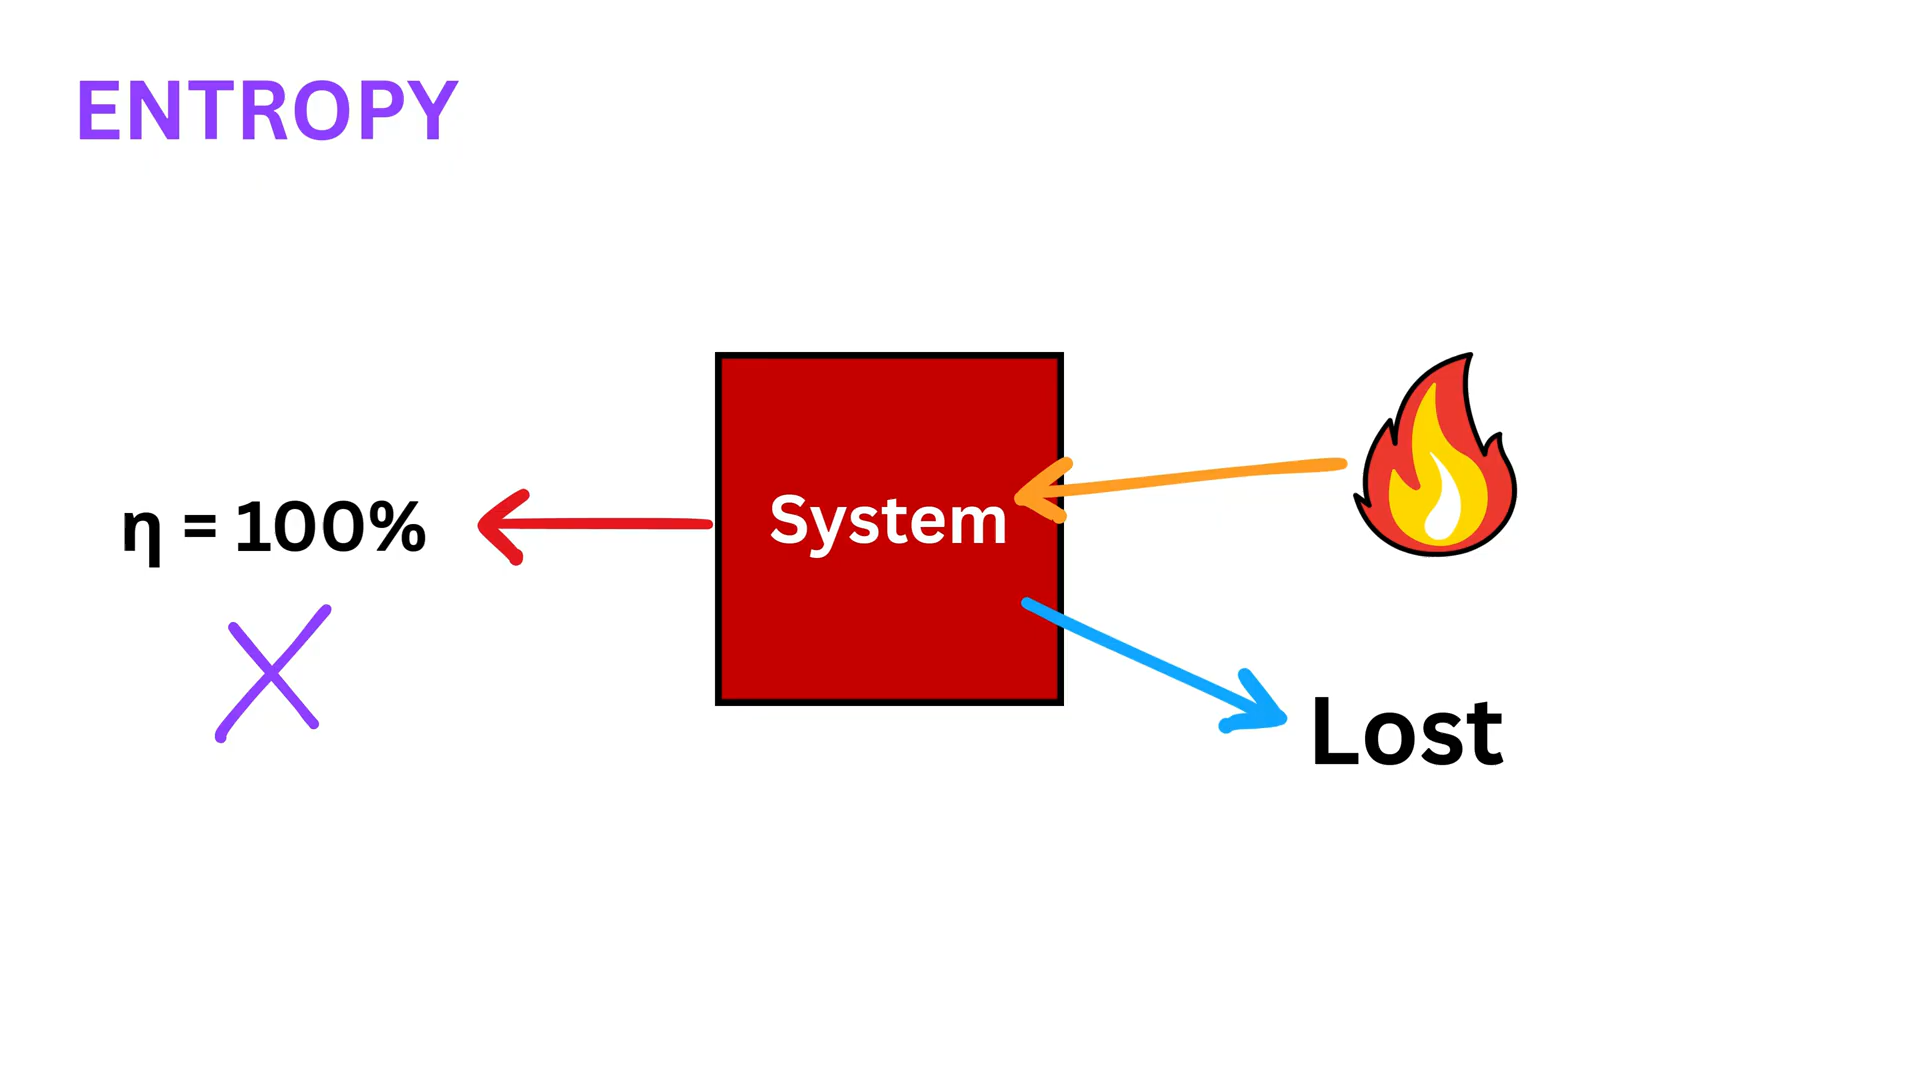 ENTROPY
η = 100%
System
Lost